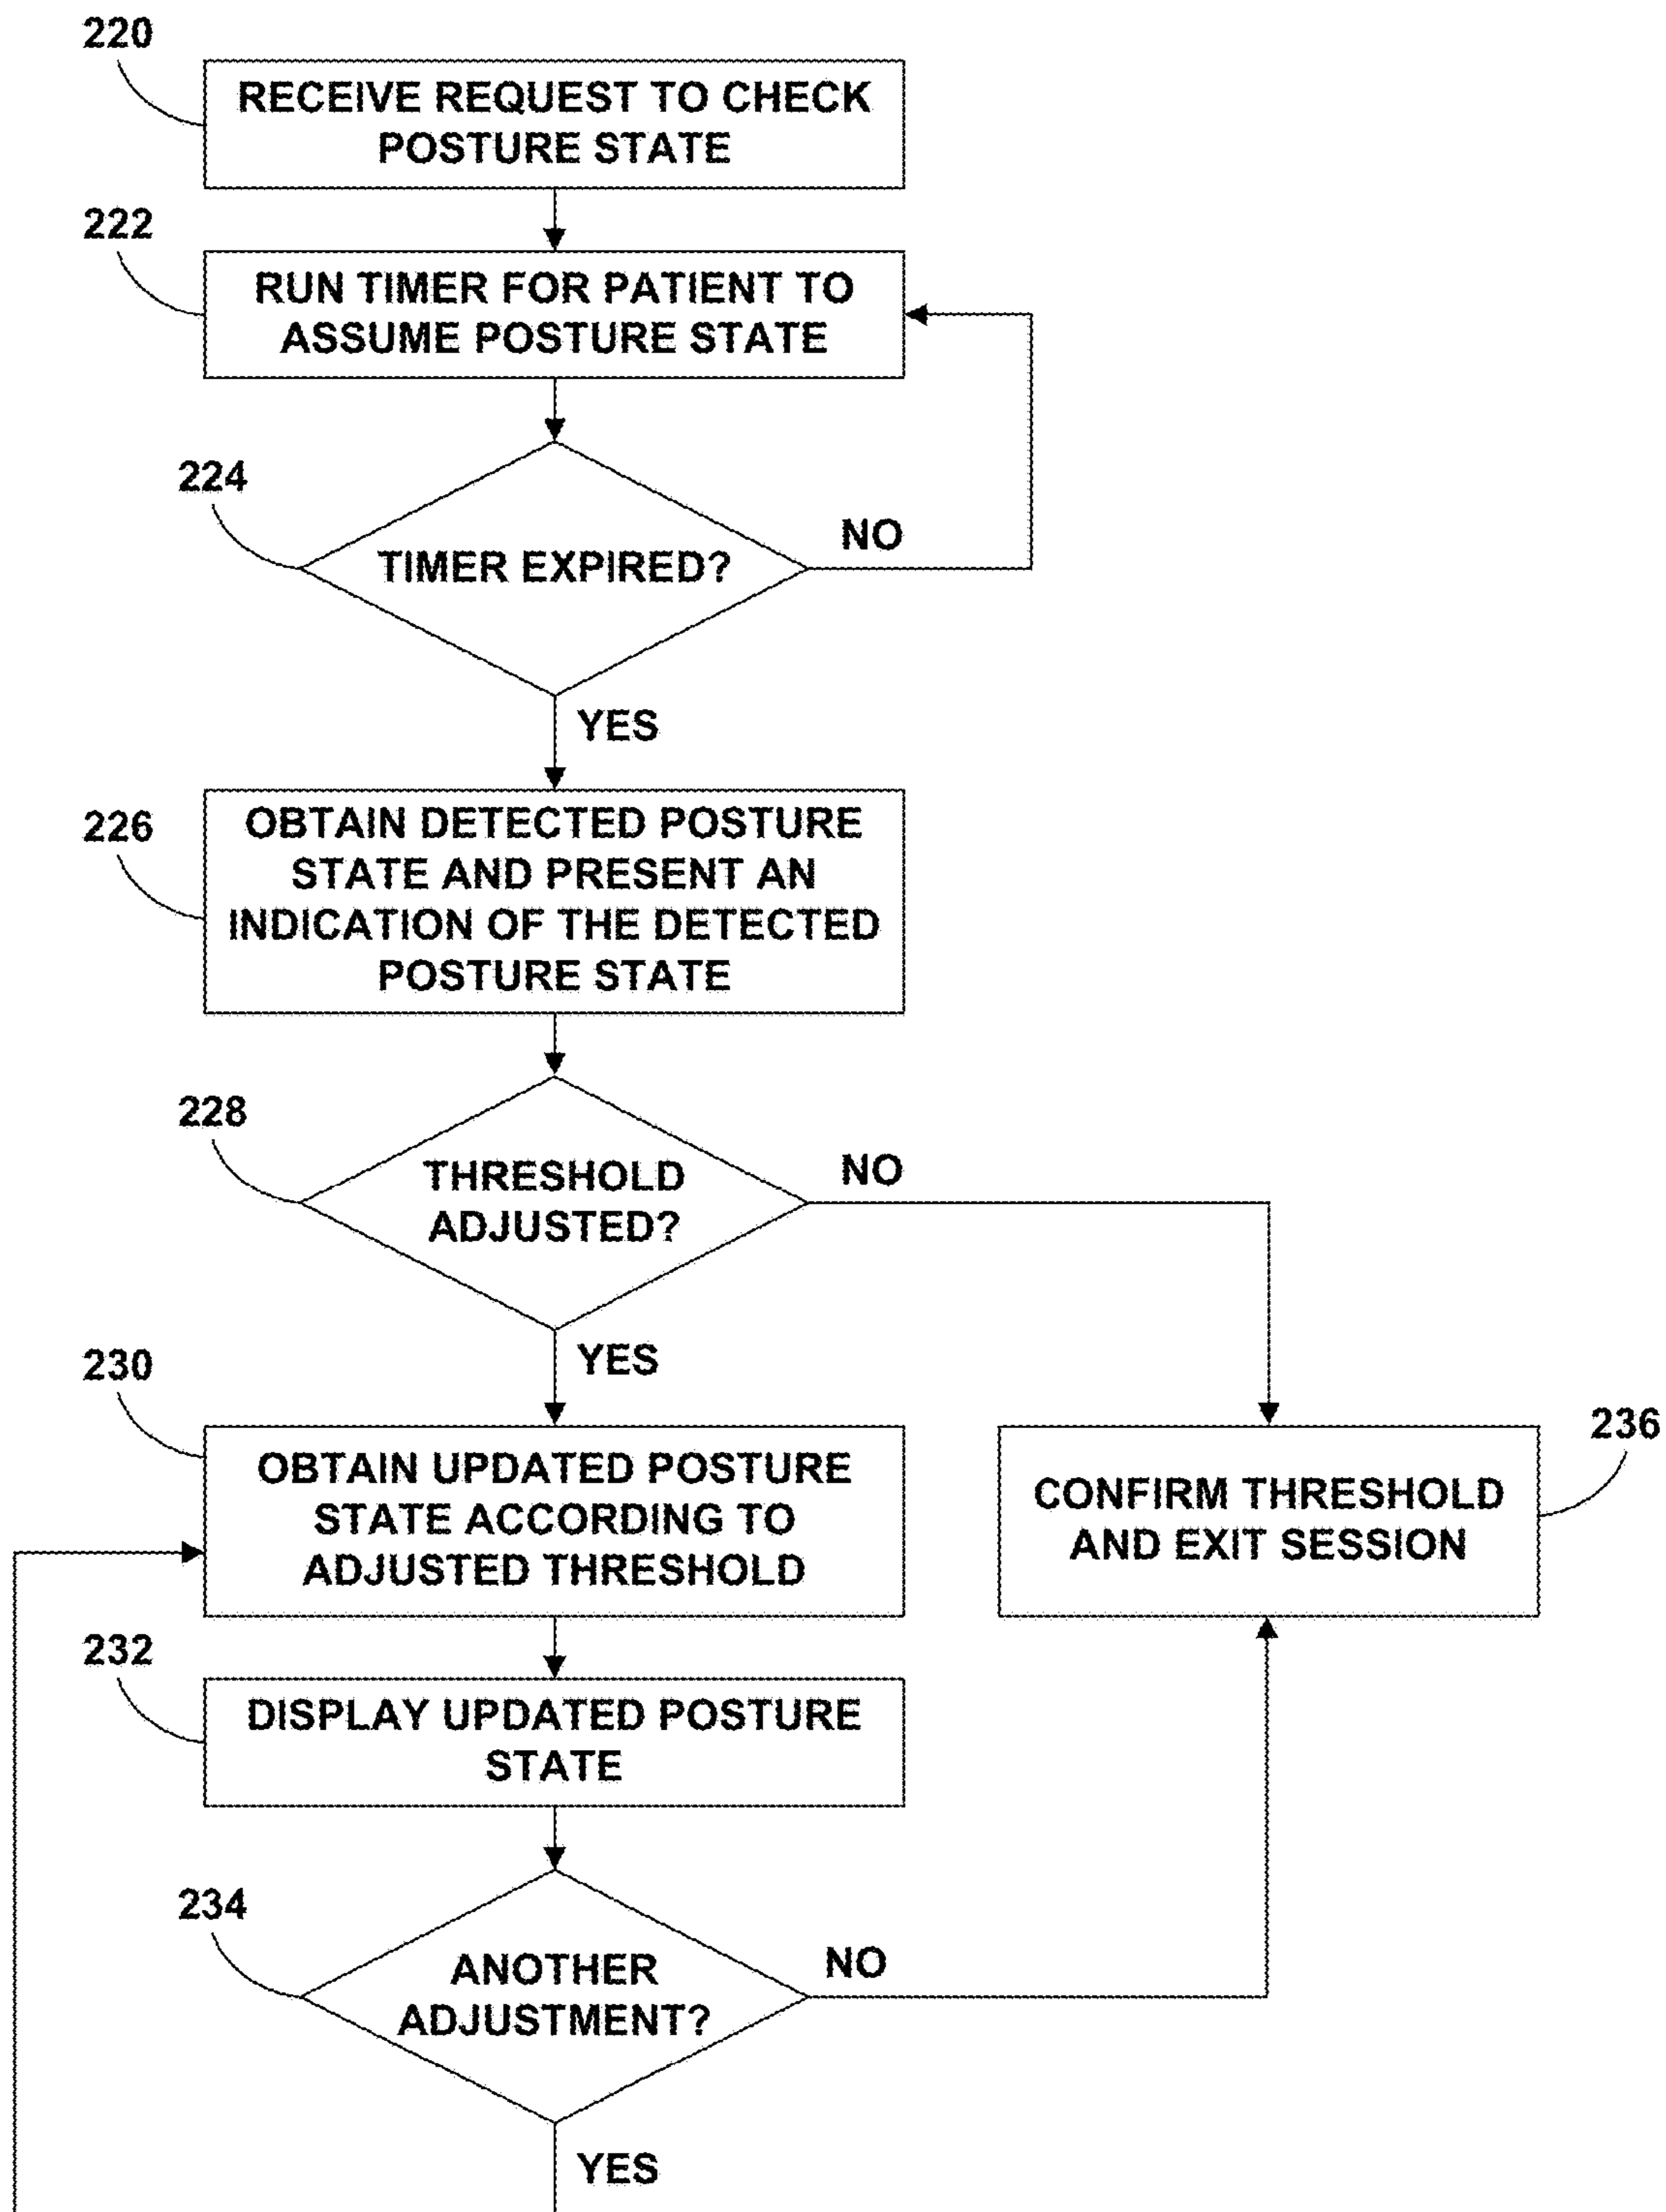 220
RECEIVE REQUEST TO CHECK
POSTURE STATE
222
RUN TIMER FOR PATIENT TO
ASSUME POSTURE STATE
224
TIMER EXPIRED?
NO
YES
226
OBTAIN DETECTED POSTURE
STATE AND PRESENT AN
INDICATION OF THE DETECTED
POSTURE STATE
228
THRESHOLD
ADJUSTED?
NO
YES
230
OBTAIN UPDATED POSTURE
STATE ACCORDING TO
ADJUSTED THRESHOLD
236
CONFIRM THRESHOLD
AND EXIT SESSION
232
DISPLAY UPDATED POSTURE
STATE
234
ANOTHER
ADJUSTMENT?
NO
YES